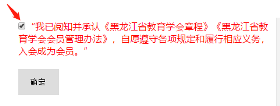 “我已阅知并承认《黑龙江省教育学会章程》《黑龙江省教
育学会会员管理办法》，自愿遵守各项规定和履行相应义务，
入会成为会员。”
确定